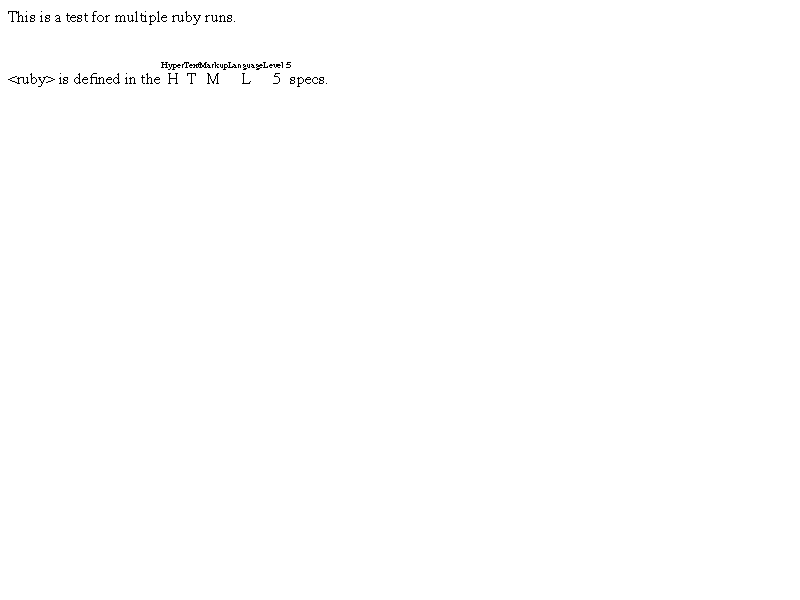 This is a test for multiple ruby runs.
HyperTextMarkupLanguageLevel 5
<ruby> is defined in the H T M L 5 specs.